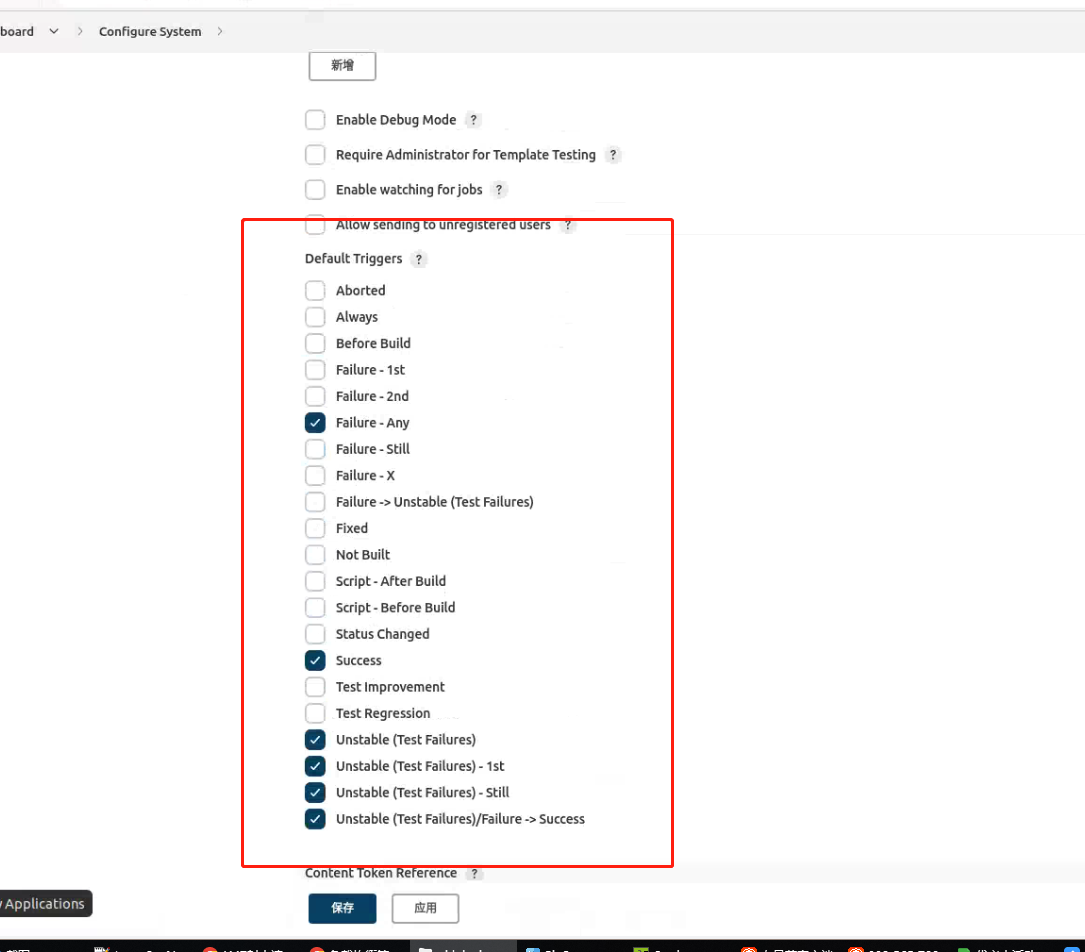 board
Configure System
新增
Enable Debug Mode ?
Require Administrator for Template Testing ?
Enable watching for jobs ?
Allow sending to unregistered users ?
Default Triggers ?
Aborted
Always
Before Build
Failure - 1st
Failure - 2nd
Failure - Any
Failure - Still
Failure - X
Failure -> Unstable (Test Failures)
Fixed
Not Built
Script - After Build
Script - Before Build
Status Changed
Success
Test Improvement
Test Regression
Unstable (Test Failures)
Unstable (Test Failures) - 1st
Unstable (Test Failures) - Still
Unstable (Test Failures)/Failure -> Success
Content Token Reference ?
Applications
保存
应用